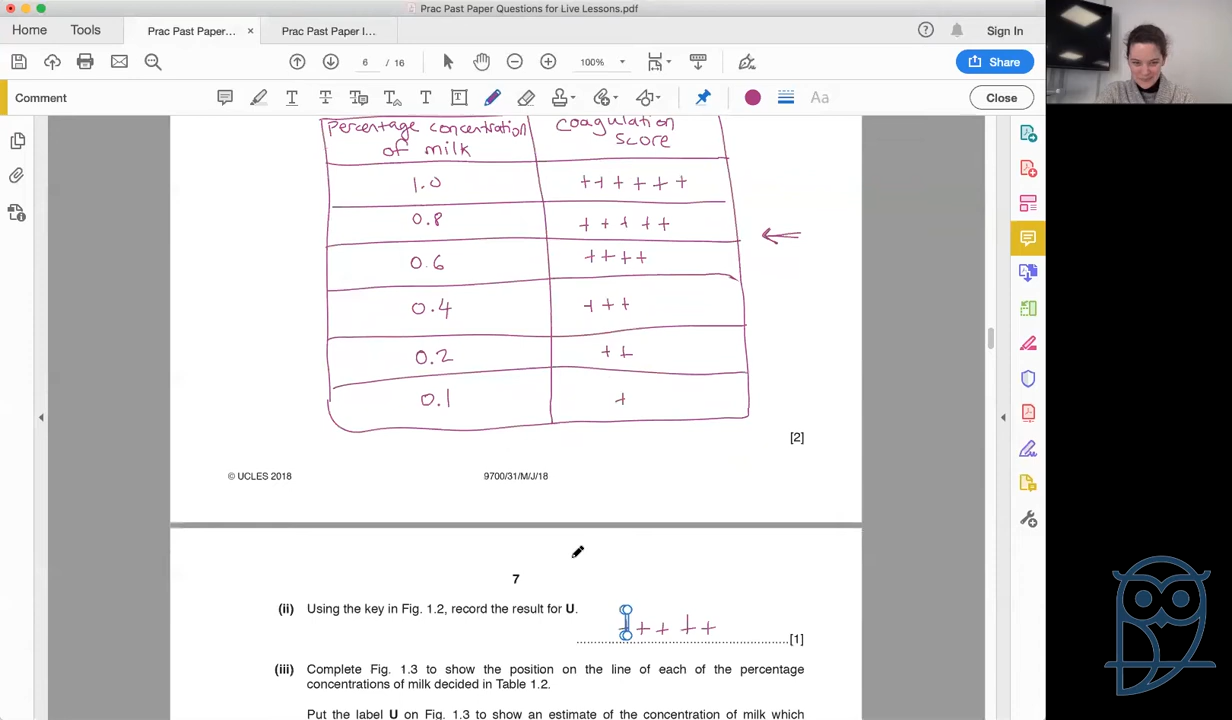 Prac Past Paper Questions for Live Lessons.pdf
Home
Tools
Prac Past Paper... ×
Prac Past Paper I...
Sign In
6 / 16
100%
Share
Comment
Aa
Close
Percentage concentration of milk
Coagulation score
1.0 ++++++
0.8 +++++
0.6 ++++
0.4 +++
0.2 ++
0.1 +
[2]
© UCLES 2018
9700/31/M/J/18
7
(ii) Using the key in Fig. 1.2, record the result for U.
+++++
[1]
(iii) Complete Fig. 1.3 to show the position on the line of each of the percentage
concentrations of milk decided in Table 1.2.
Put the label U on Fig. 1.3 to show an estimate of the concentration of milk which